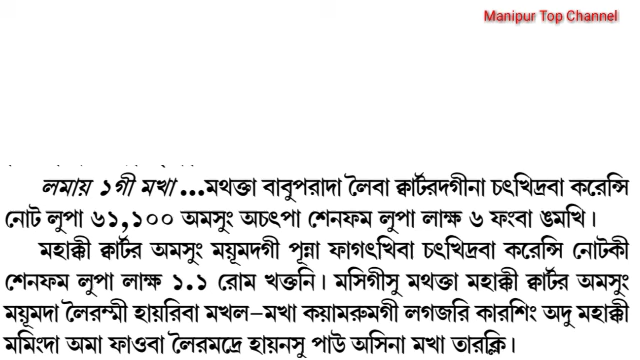 Manipur Top Channel
লমায় ১গী মখা ...মথক্তা বাবুপরাদা লৈবা ক্বার্টরদগীনা চৎখিদ্রবা করেন্সি
নোট লুপা ৬১,১০০ অমসুং অচৎপা শেনফম লুপা লাক্ষ ৬ ফংবা ঙমখি।
মহাক্কী ক্বার্টর অমসুং ময়ূমদগী পূন্না ফাগৎখিবা চৎখিদ্রবা করেন্সি নোটকী
শেনফম লুপা লাক্ষ ১.১ রোম খক্তনি। মসিগীসু মথক্তা মহাক্কী ক্বার্টর অমসুং
ময়ূমদা লৈরম্মী হায়রিবা মখল-মখা কয়ামরুমগী লগজরি কারশিং অদু মহাক্কী
মমিংদা অমা ফাওবা লৈরমদ্রে হায়নসু পাউ অসিনা মখা তারক্লি।